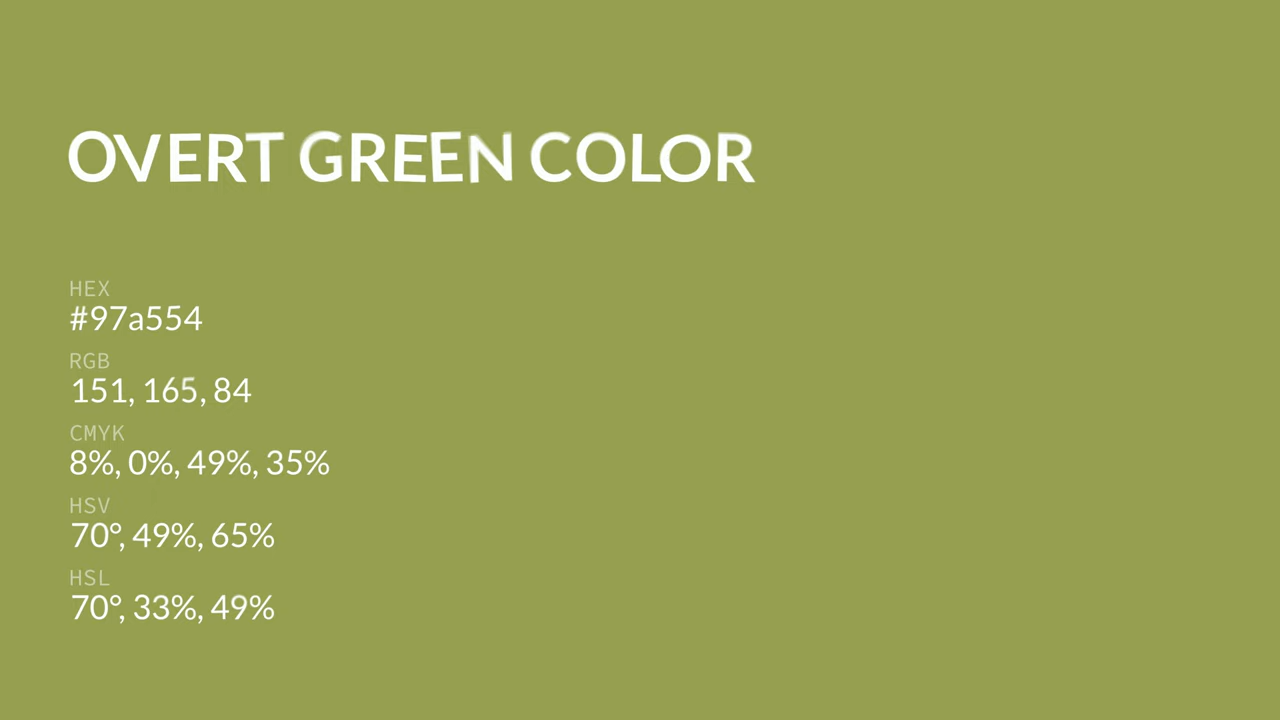 OVERT GREEN COLOR
HEX
#97a554
RGB
151, 165, 84
CMYK
8%, 0%, 49%, 35%
HSV
70°, 49%, 65%
HSL
70°, 33%, 49%